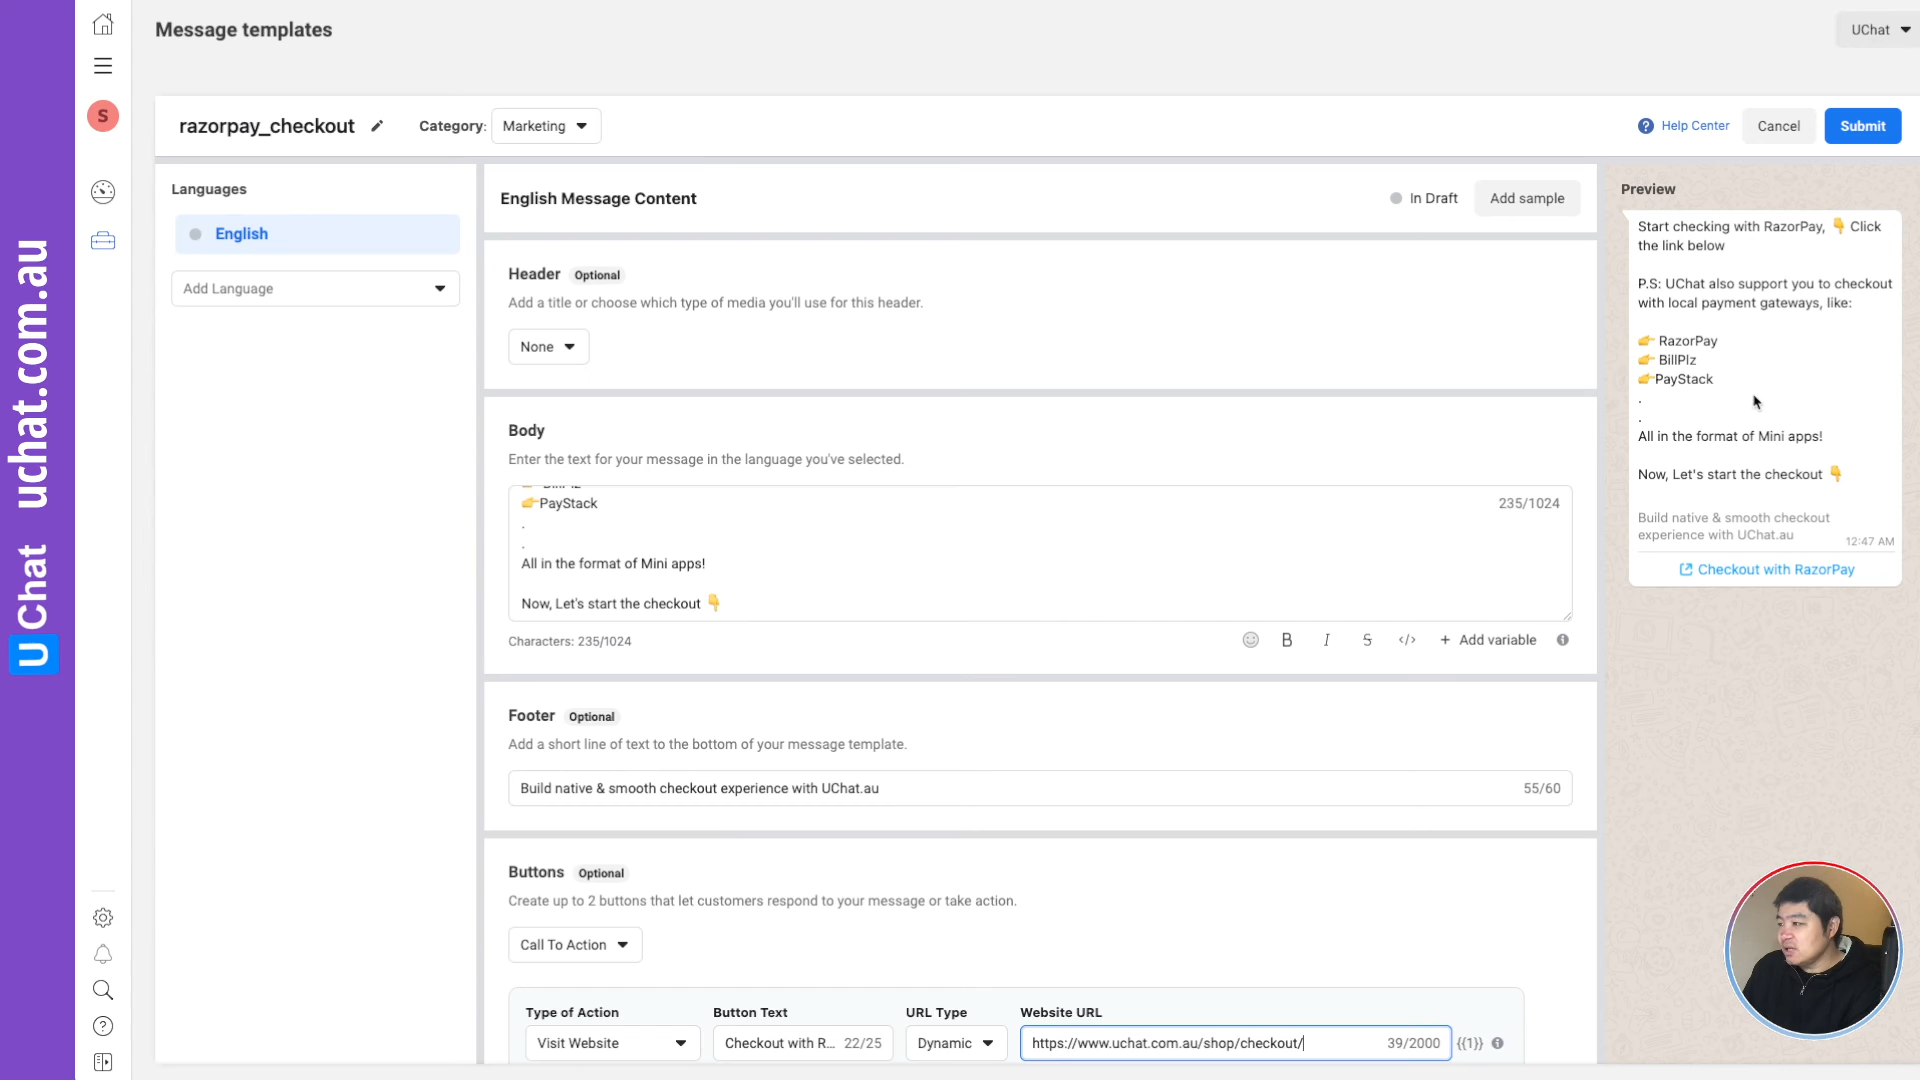 UChat uchat.com.au
S
Message templates
UChat
razorpay_checkout
Category:
Marketing
Help Center
Cancel
Submit
Languages
English
Add Language
English Message Content
In Draft
Add sample
Header Optional
Add a title or choose which type of media you'll use for this header.
None
Body
Enter the text for your message in the language you've selected.
👉 BillPlz
👉PayStack
235/1024
.
.
All in the format of Mini apps!
Now, Let's start the checkout 👇
Characters: 235/1024
B I S </> + Add variable
Footer Optional
Add a short line of text to the bottom of your message template.
Build native & smooth checkout experience with UChat.au
55/60
Buttons Optional
Create up to 2 buttons that let customers respond to your message or take action.
Call To Action
Type of Action
Button Text
URL Type
Website URL
Visit Website
Checkout with R... 22/25
Dynamic
https://www.uchat.com.au/shop/checkout/ 39/2000 {{1}}
Preview
Start checking with RazorPay, 👇 Click
the link below
P.S: UChat also support you to checkout
with local payment gateways, like:
👉 RazorPay
👉 BillPlz
👉PayStack
.
.
All in the format of Mini apps!
Now, Let's start the checkout 👇
Build native & smooth checkout
experience with UChat.au
12:47 AM
Checkout with RazorPay